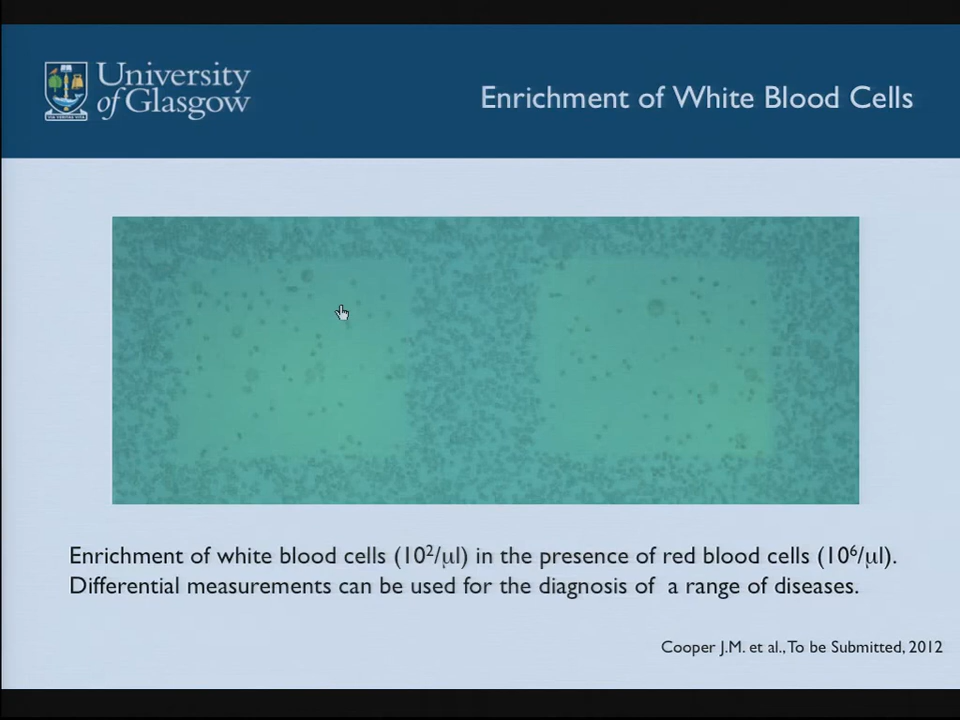 University
of Glasgow
Enrichment of White Blood Cells
Enrichment of white blood cells (10²/µl) in the presence of red blood cells (10⁶/µl).
Differential measurements can be used for the diagnosis of  a range of diseases.
Cooper J.M. et al., To be Submitted, 2012